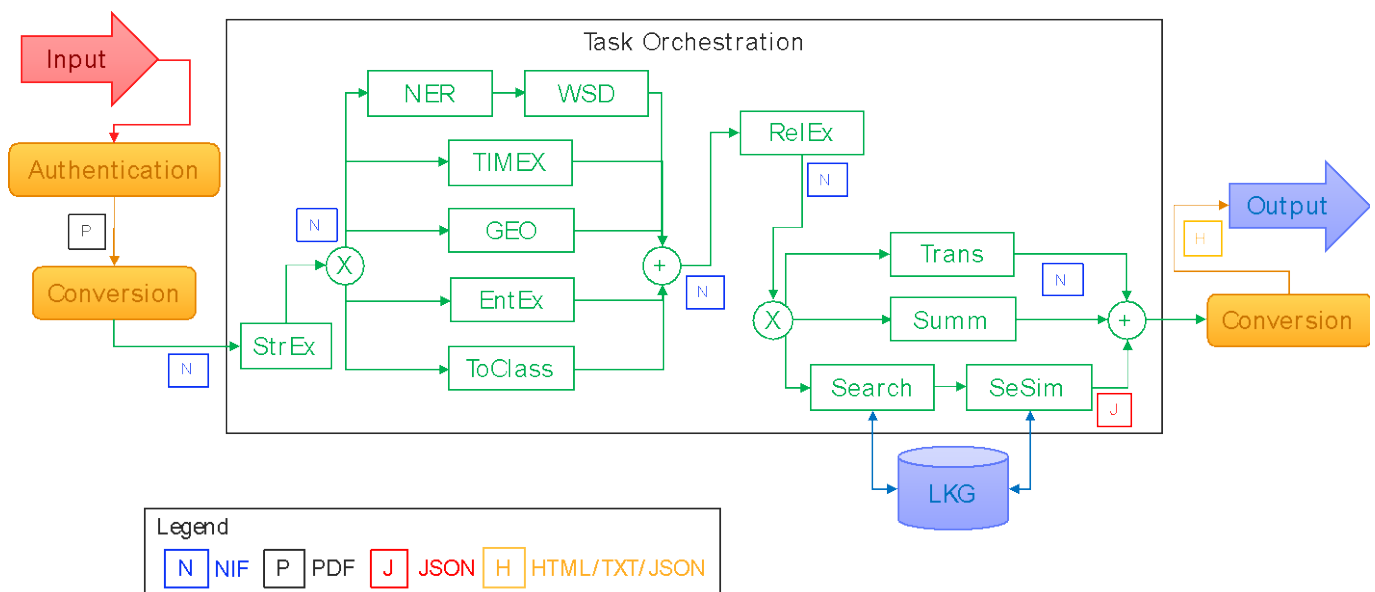 Task Orchestration
Input
NER
WSD
RelEx
Authentication
TIMEX
N
Output
P
N
GEO
H
X
+
Trans
N
Conversion
N
EntEx
X
Summ
+
Conversion
StrEx
N
ToClass
Search
SeSim
J
LKG
Legend
N NIF P PDF J JSON H HTML/TXT/JSON